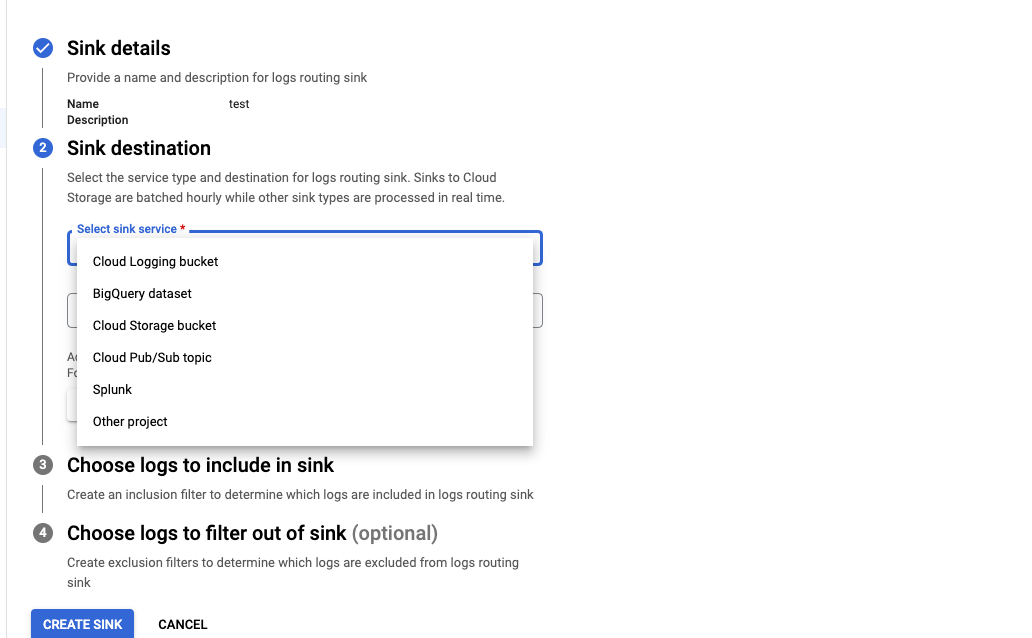 Sink details
Provide a name and description for logs routing sink
Name test
Description
2 Sink destination
Select the service type and destination for logs routing sink. Sinks to Cloud
Storage are batched hourly while other sink types are processed in real time.
Select sink service *
Cloud Logging bucket
BigQuery dataset
Cloud Storage bucket
Cloud Pub/Sub topic
Splunk
Other project
3 Choose logs to include in sink
Create an inclusion filter to determine which logs are included in logs routing sink
4 Choose logs to filter out of sink (optional)
Create exclusion filters to determine which logs are excluded from logs routing
sink
CREATE SINK CANCEL